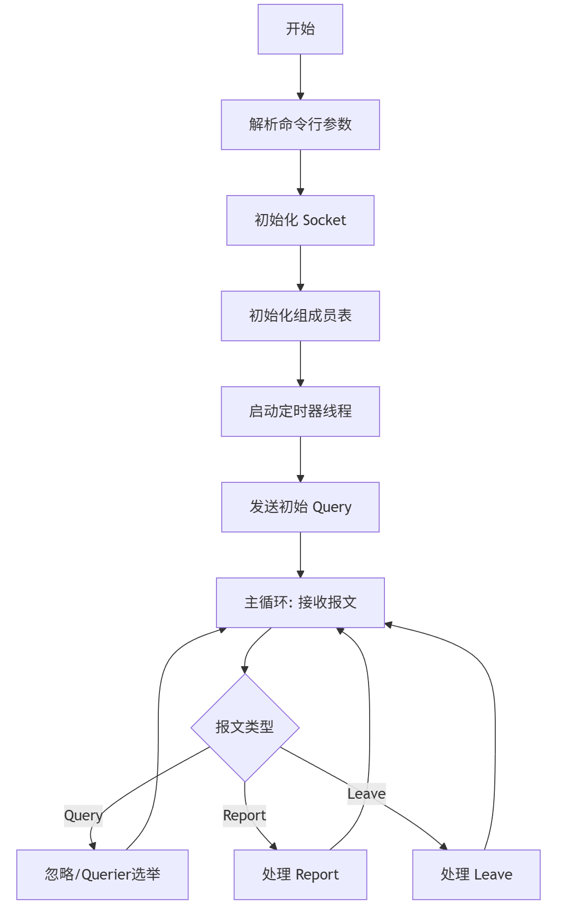 开始
解析命令行参数
初始化 Socket
初始化组成员表
启动定时器线程
发送初始 Query
主循环: 接收报文
报文类型
Query
Report
Leave
忽略/Querier选举
处理 Report
处理 Leave